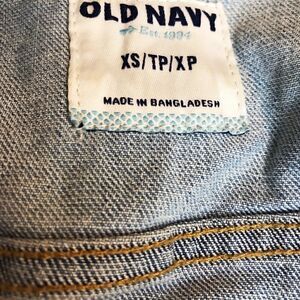 OLD NAVY
Est. 1994
XS/TP/XP
MADE IN BANGLADESH